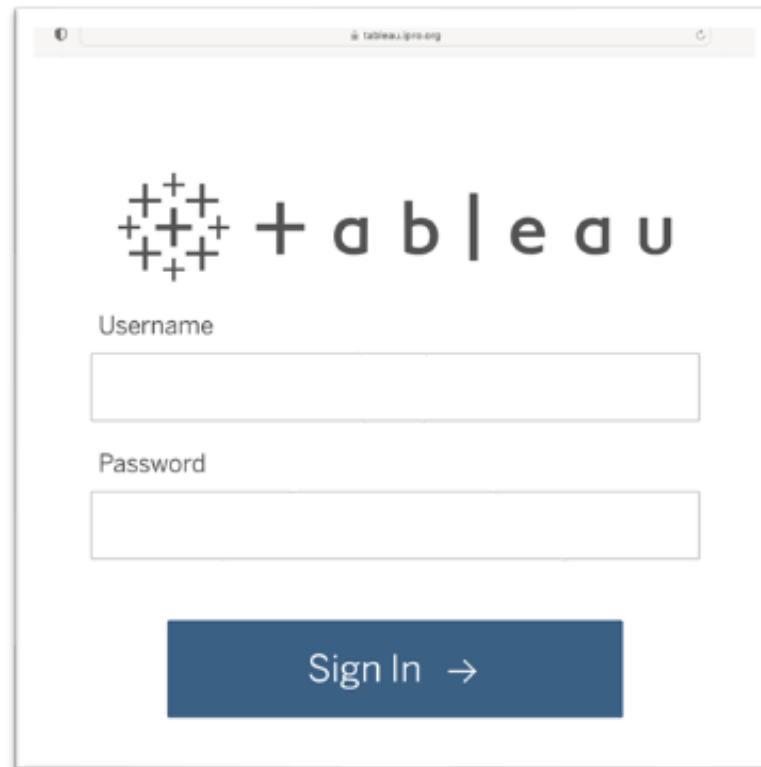 tableau.ipro.org
tableau
Username
Password
Sign In →